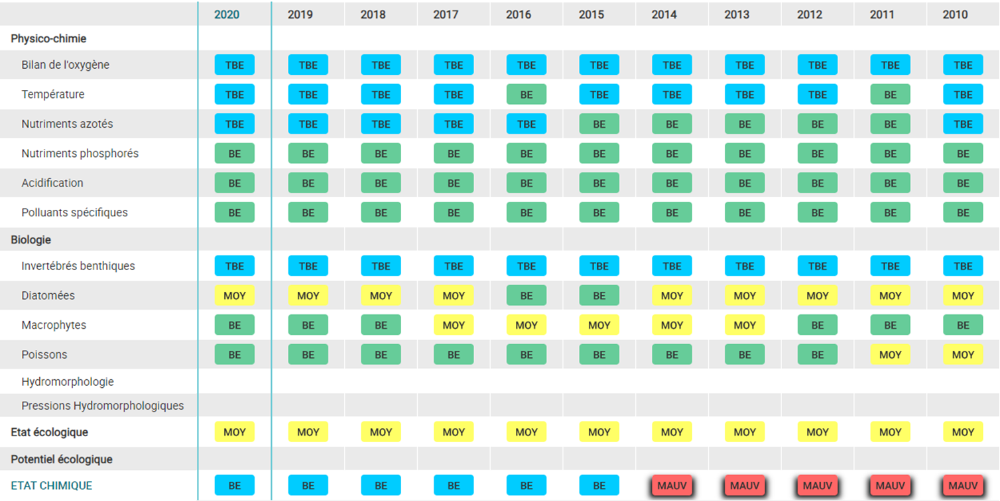 2020 2019 2018 2017 2016 2015 2014 2013 2012 2011 2010
Physico-chimie
Bilan de l'oxygène TBE TBE TBE TBE TBE TBE TBE TBE TBE TBE TBE
Température TBE TBE TBE TBE BE TBE TBE TBE TBE BE TBE
Nutriments azotés TBE TBE TBE TBE TBE BE BE BE BE BE TBE
Nutriments phosphorés BE BE BE BE BE BE BE BE BE BE BE
Acidification BE BE BE BE BE BE BE BE BE BE BE
Polluants spécifiques BE BE BE BE BE BE BE BE BE BE BE
Biologie
Invertébrés benthiques TBE TBE TBE TBE TBE TBE TBE TBE TBE TBE TBE
Diatomées MOY MOY MOY MOY BE BE MOY MOY MOY MOY MOY
Macrophytes BE BE BE MOY MOY MOY MOY MOY BE BE BE
Poissons BE BE BE BE BE BE BE BE BE MOY MOY
Hydromorphologie
Pressions Hydromorphologiques
Etat écologique MOY MOY MOY MOY MOY MOY MOY MOY MOY MOY MOY
Potentiel écologique
ETAT CHIMIQUE BE BE BE BE BE BE MAUV MAUV MAUV MAUV MAUV